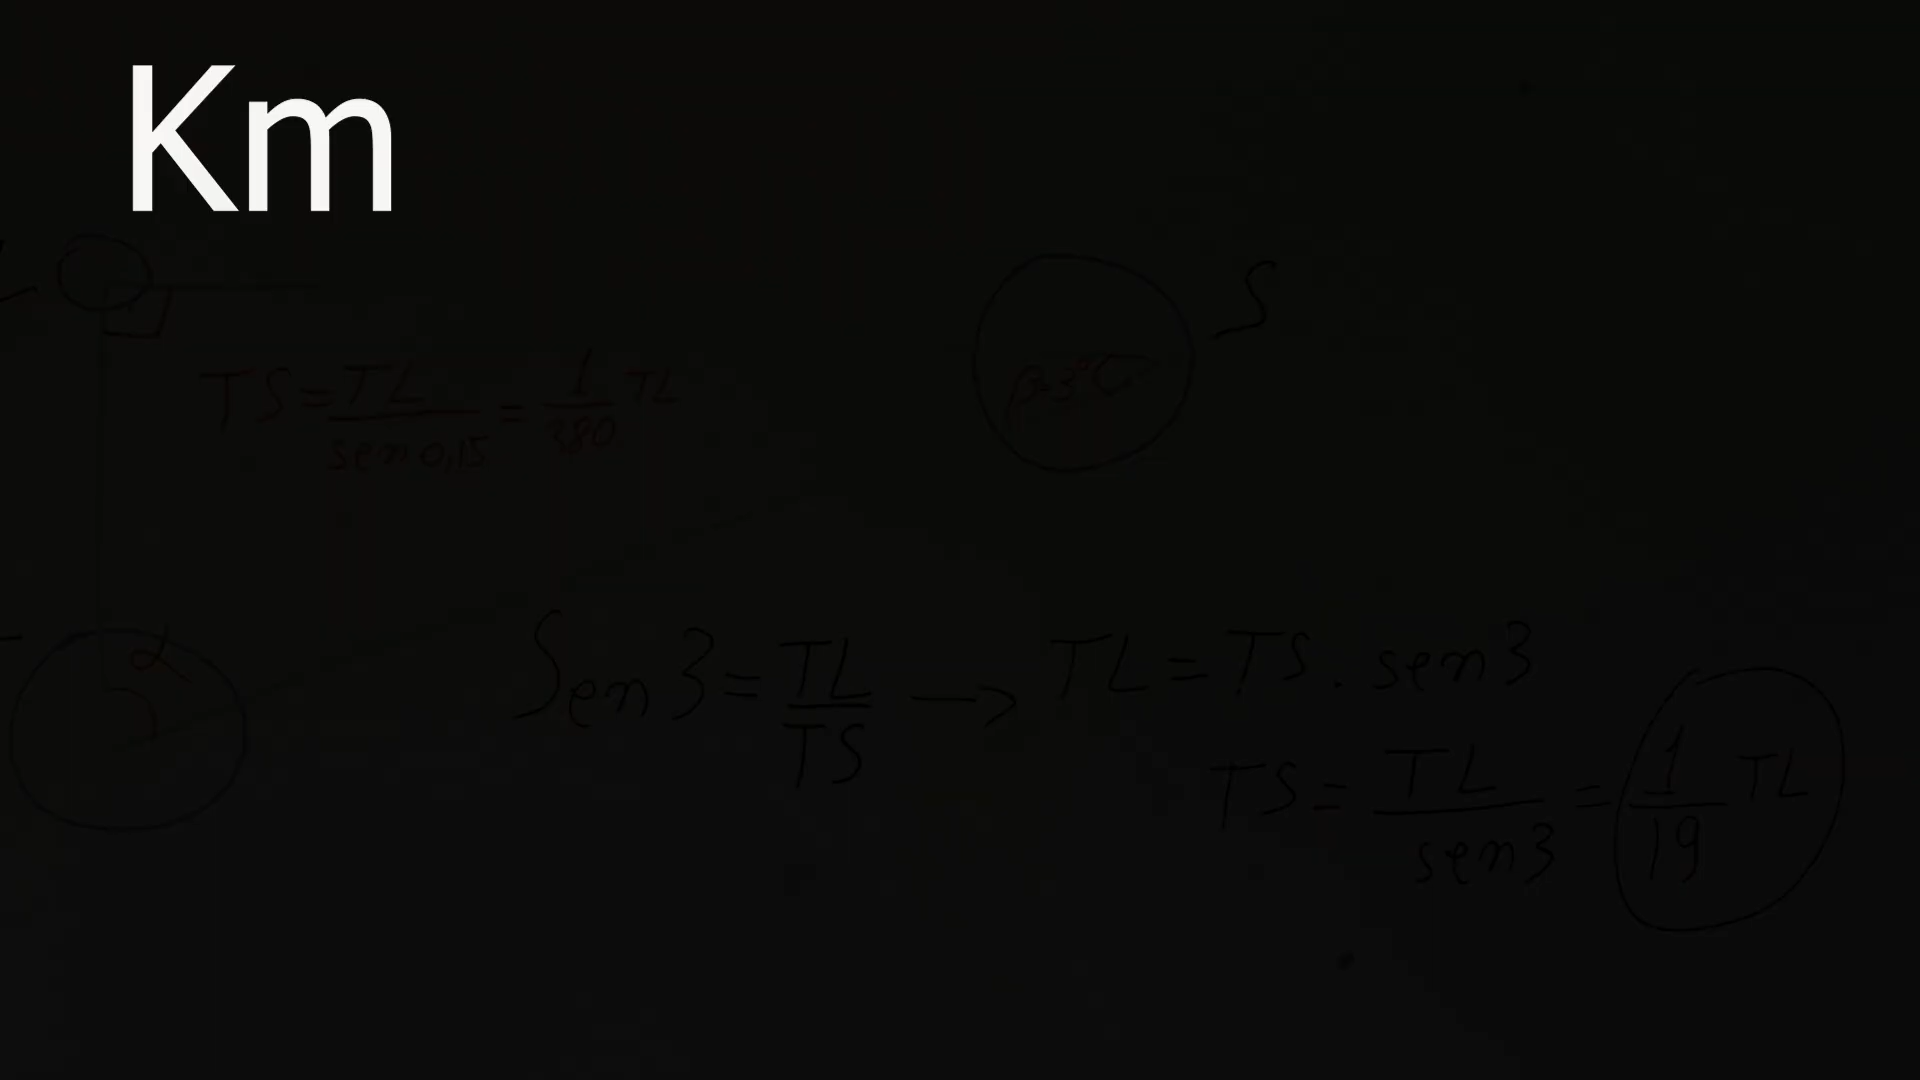 Km
S
TS = TL / sen 0,15 = 1 / 380 TL
β=3°
α
Sen 3 = TL / TS → TL = TS . sen 3
TS = TL / sen 3 = 1 / 19 TL